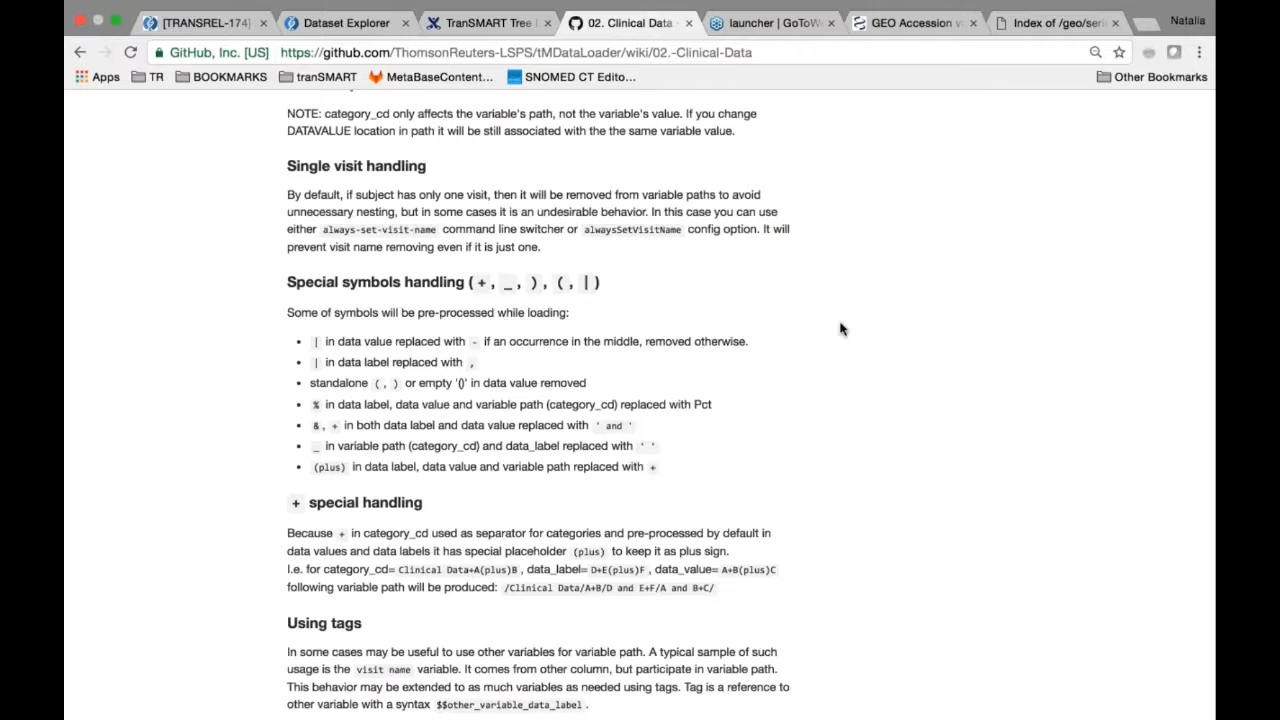 [TRANSREL-174]
Dataset Explorer
TranSMART Tree
02. Clinical Data
launcher | GoToW
GEO Accession v
Index of /geo/seri
Natalia
GitHub, Inc. [US]
https://github.com/ThomsonReuters-LSPS/tMDataLoader/wiki/02.-Clinical-Data
Apps
TR
BOOKMARKS
tranSMART
MetaBaseContent...
SNOMED CT Edito...
Other Bookmarks
NOTE: category_cd only affects the variable's path, not the variable's value. If you change
DATAVALUE location in path it will be still associated with the the same variable value.
Single visit handling
By default, if subject has only one visit, then it will be removed from variable paths to avoid
unnecessary nesting, but in some cases it is an undesirable behavior. In this case you can use
either always-set-visit-name command line switcher or alwaysSetVisitName config option. It will
prevent visit name removing even if it is just one.
Special symbols handling ( + , _ , ) , ( , | )
Some of symbols will be pre-processed while loading:
• | in data value replaced with - if an occurrence in the middle, removed otherwise.
• | in data label replaced with ,
• standalone ( , ) or empty '()' in data value removed
• % in data label, data value and variable path (category_cd) replaced with Pct
• & , + in both data label and data value replaced with ' and '
• _ in variable path (category_cd) and data_label replaced with ' '
• (plus) in data label, data value and variable path replaced with +
+ special handling
Because + in category_cd used as separator for categories and pre-processed by default in
data values and data labels it has special placeholder (plus) to keep it as plus sign.
I.e. for category_cd= Clinical Data+A(plus)B , data_label= D+E(plus)F , data_value= A+B(plus)C
following variable path will be produced: /Clinical Data/A+B/D and E+F/A and B+C/
Using tags
In some cases may be useful to use other variables for variable path. A typical sample of such
usage is the visit name variable. It comes from other column, but participate in variable path.
This behavior may be extended to as much variables as needed using tags. Tag is a reference to
other variable with a syntax $$other_variable_data_label .